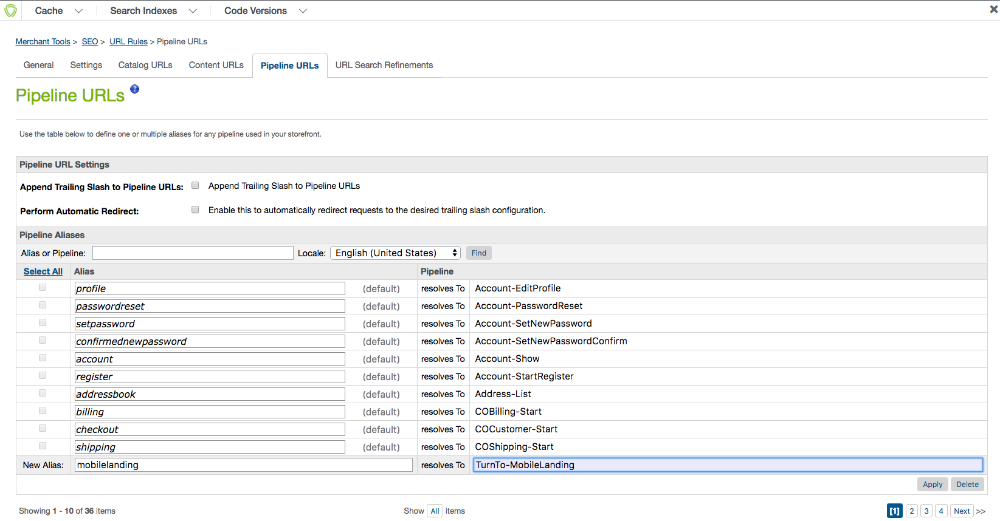 Cache Search Indexes Code Versions
Merchant Tools > SEO > URL Rules > Pipeline URLs
General Settings Catalog URLs Content URLs Pipeline URLs URL Search Refinements
Pipeline URLs ?
Use the table below to define one or multiple aliases for any pipeline used in your storefront.
Pipeline URL Settings
Append Trailing Slash to Pipeline URLs: Append Trailing Slash to Pipeline URLs
Perform Automatic Redirect: Enable this to automatically redirect requests to the desired trailing slash configuration.
Pipeline Aliases
Alias or Pipeline: Locale: English (United States) Find
Select All Alias Pipeline
profile (default) resolves To Account-EditProfile
passwordreset (default) resolves To Account-PasswordReset
setpassword (default) resolves To Account-SetNewPassword
confirmednewpassword (default) resolves To Account-SetNewPasswordConfirm
account (default) resolves To Account-Show
register (default) resolves To Account-StartRegister
addressbook (default) resolves To Address-List
billing (default) resolves To COBilling-Start
checkout (default) resolves To COCustomer-Start
shipping (default) resolves To COShipping-Start
New Alias: mobilelanding resolves To TurnTo-MobileLanding
Apply Delete
Showing 1 - 10 of 36 items Show All items [1] 2 3 4 Next >>